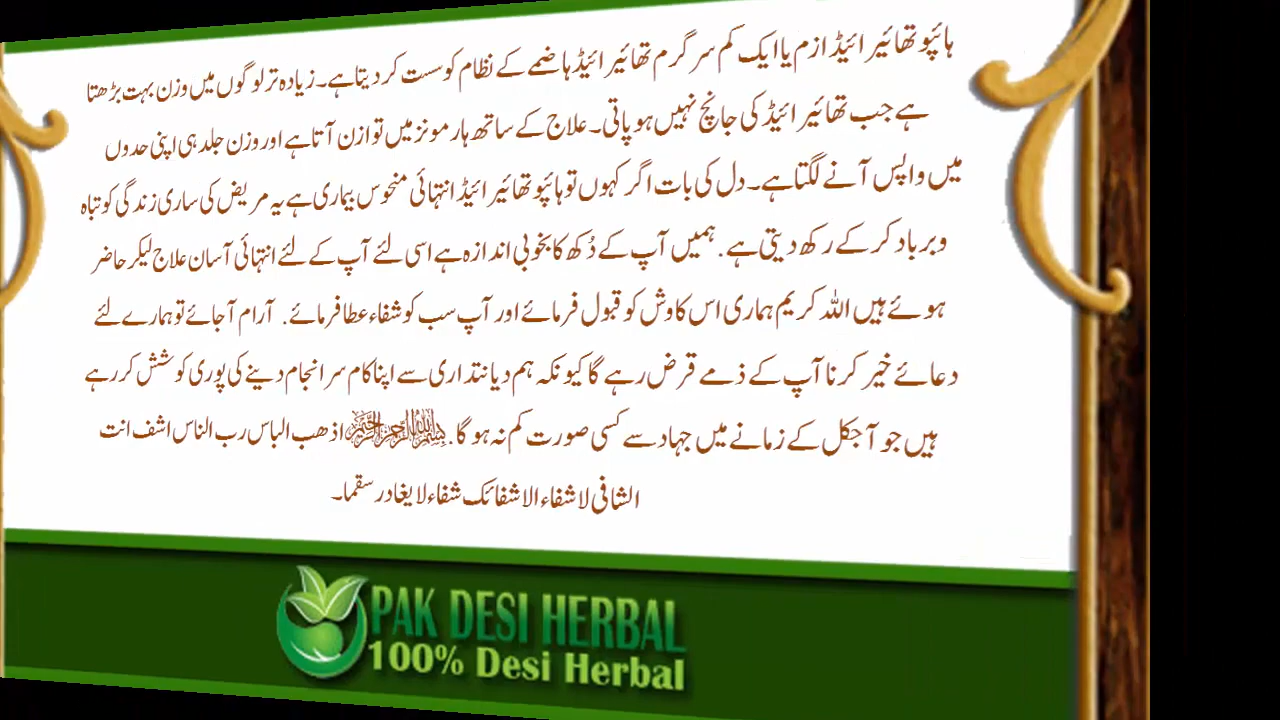 ہائپو تھائیرائیڈ ازم یا ایک کم سرگرم تھائیرائیڈ ہاضمے کے نظام کو سست کر دیتا ہے۔ زیادہ تر لوگوں میں وزن بہت بڑھتا
ہے جب تھائیرائیڈ کی جانچ نہیں ہو پاتی۔ علاج کے ساتھ ہارمونز میں توازن آتا ہے اور وزن جلد ہی اپنی حدوں
میں واپس آنے لگتا ہے۔ دل کی بات اگر کہوں تو ہائپو تھائیرائیڈ انتہائی منحوس بیماری ہے یہ مریض کی ساری زندگی کو تباہ
و برباد کر کے رکھ دیتی ہے. ہمیں آپ کے دُکھ کا بخوبی اندازہ ہے اسی لئے آپ کے لئے انتہائی آسان علاج لیکر حاضر
ہوئے ہیں اللہ کریم ہماری اس کاوش کو قبول فرمائے اور آپ سب کو شفاء عطا فرمائے. آرام آجائے تو ہمارے لئے
دعائے خیر کرنا آپ کے ذمے قرض رہے گا کیونکہ ہم دیانتداری سے اپنا کام سرانجام دینے کی پوری کوشش کر رہے
ہیں جو آجکل کے زمانے میں جہاد سے کسی صورت کم نہ ہو گا. ﷽ اذھب الباس رب الناس اشف انت
الشافی لا شفاء الا شفائک شفاء لا یغادر سقما۔
PAK DESI HERBAL
100% Desi Herbal